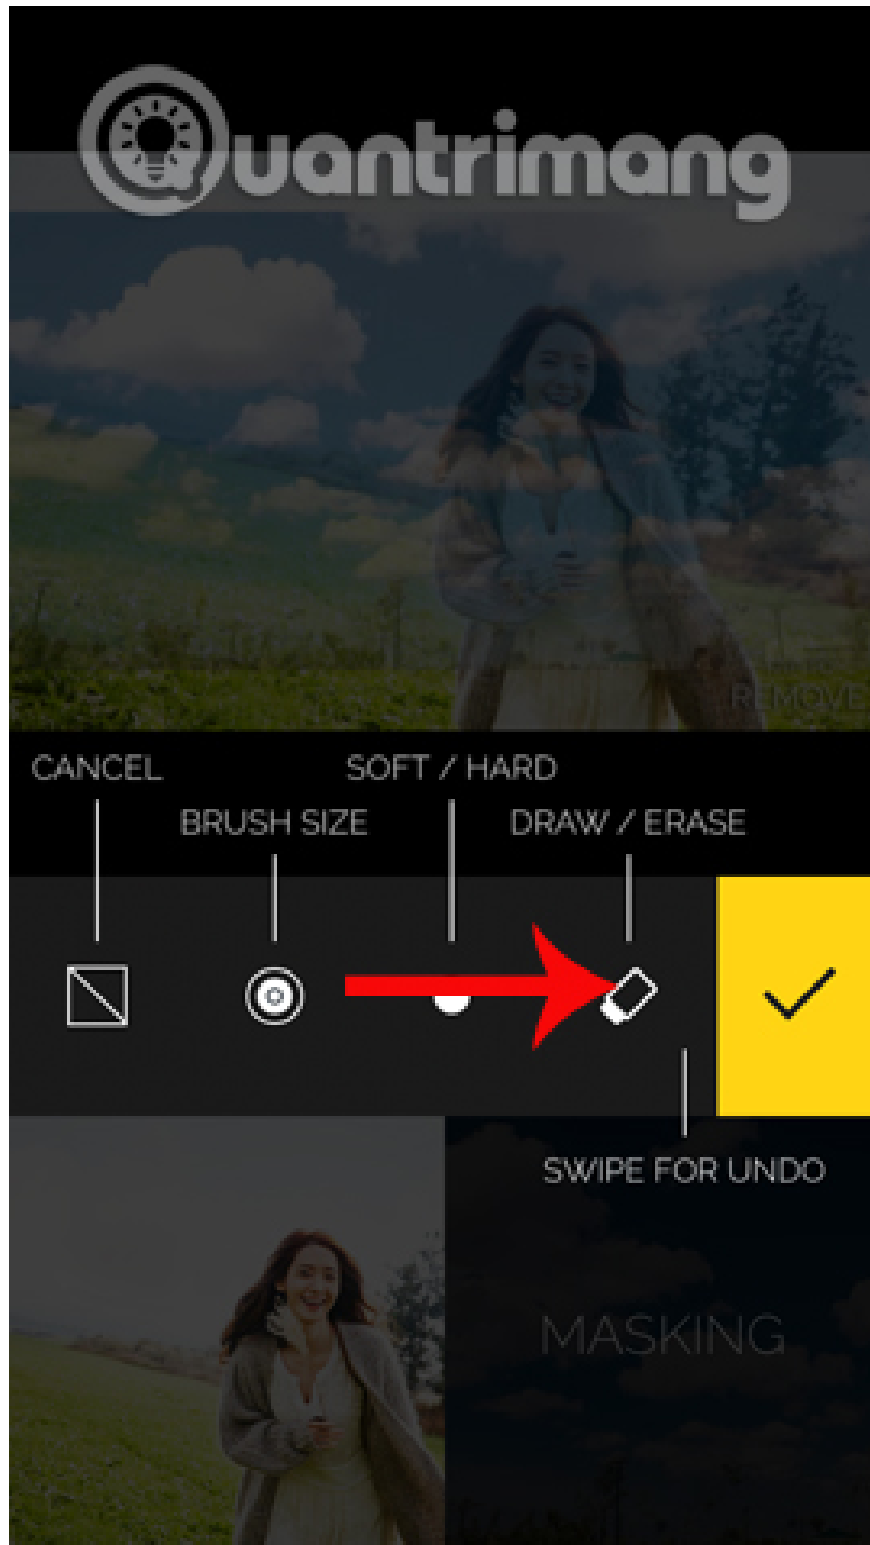 Quantrimang
REMOVE
CANCEL
SOFT / HARD
BRUSH SIZE
DRAW / ERASE
SWIPE FOR UNDO
MASKING